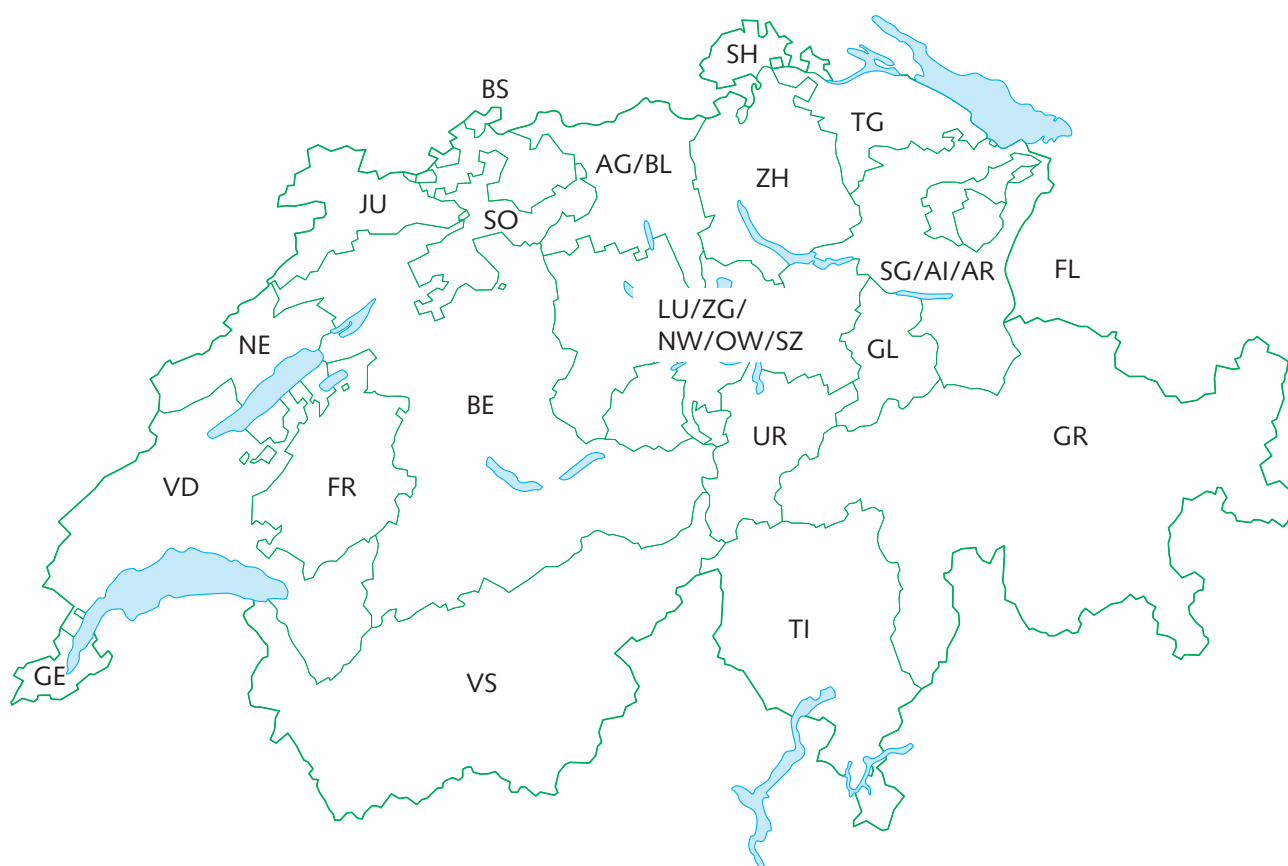 SH
BS
TG
AG/BL
ZH
JU
SO
SG/AI/AR
FL
LU/ZG/
NW/OW/SZ
NE
GL
BE
UR
GR
VD
FR
TI
GE
VS